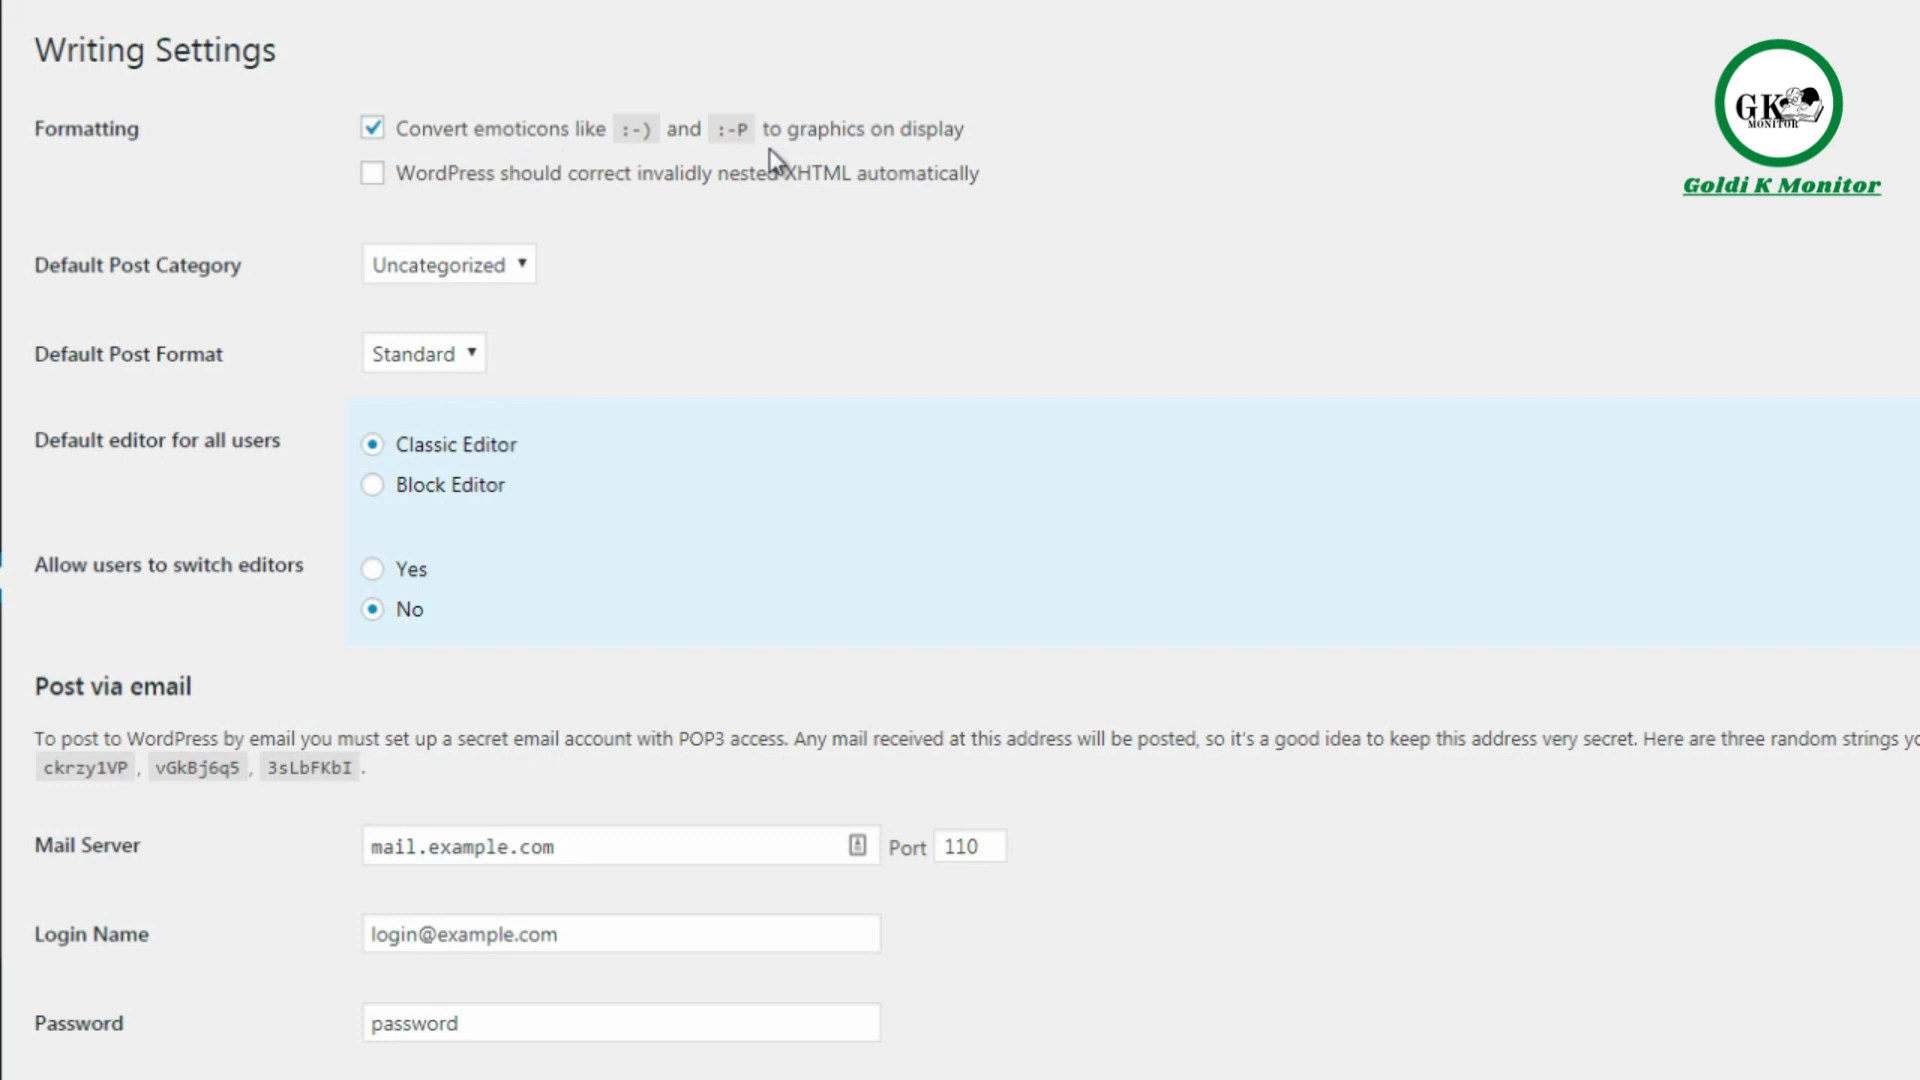 Writing Settings
GK
MONITOR
Goldi K Monitor
Formatting
Convert emoticons like :-) and :-P to graphics on display
WordPress should correct invalidly nested XHTML automatically
Default Post Category
Uncategorized
Default Post Format
Standard
Default editor for all users
Classic Editor
Block Editor
Allow users to switch editors
Yes
No
Post via email
To post to WordPress by email you must set up a secret email account with POP3 access. Any mail received at this address will be posted, so it's a good idea to keep this address very secret. Here are three random strings
ckrzy1VP, vGkBj6q5, 3sLbFKbI.
Mail Server
mail.example.com
Port 110
Login Name
login@example.com
Password
password